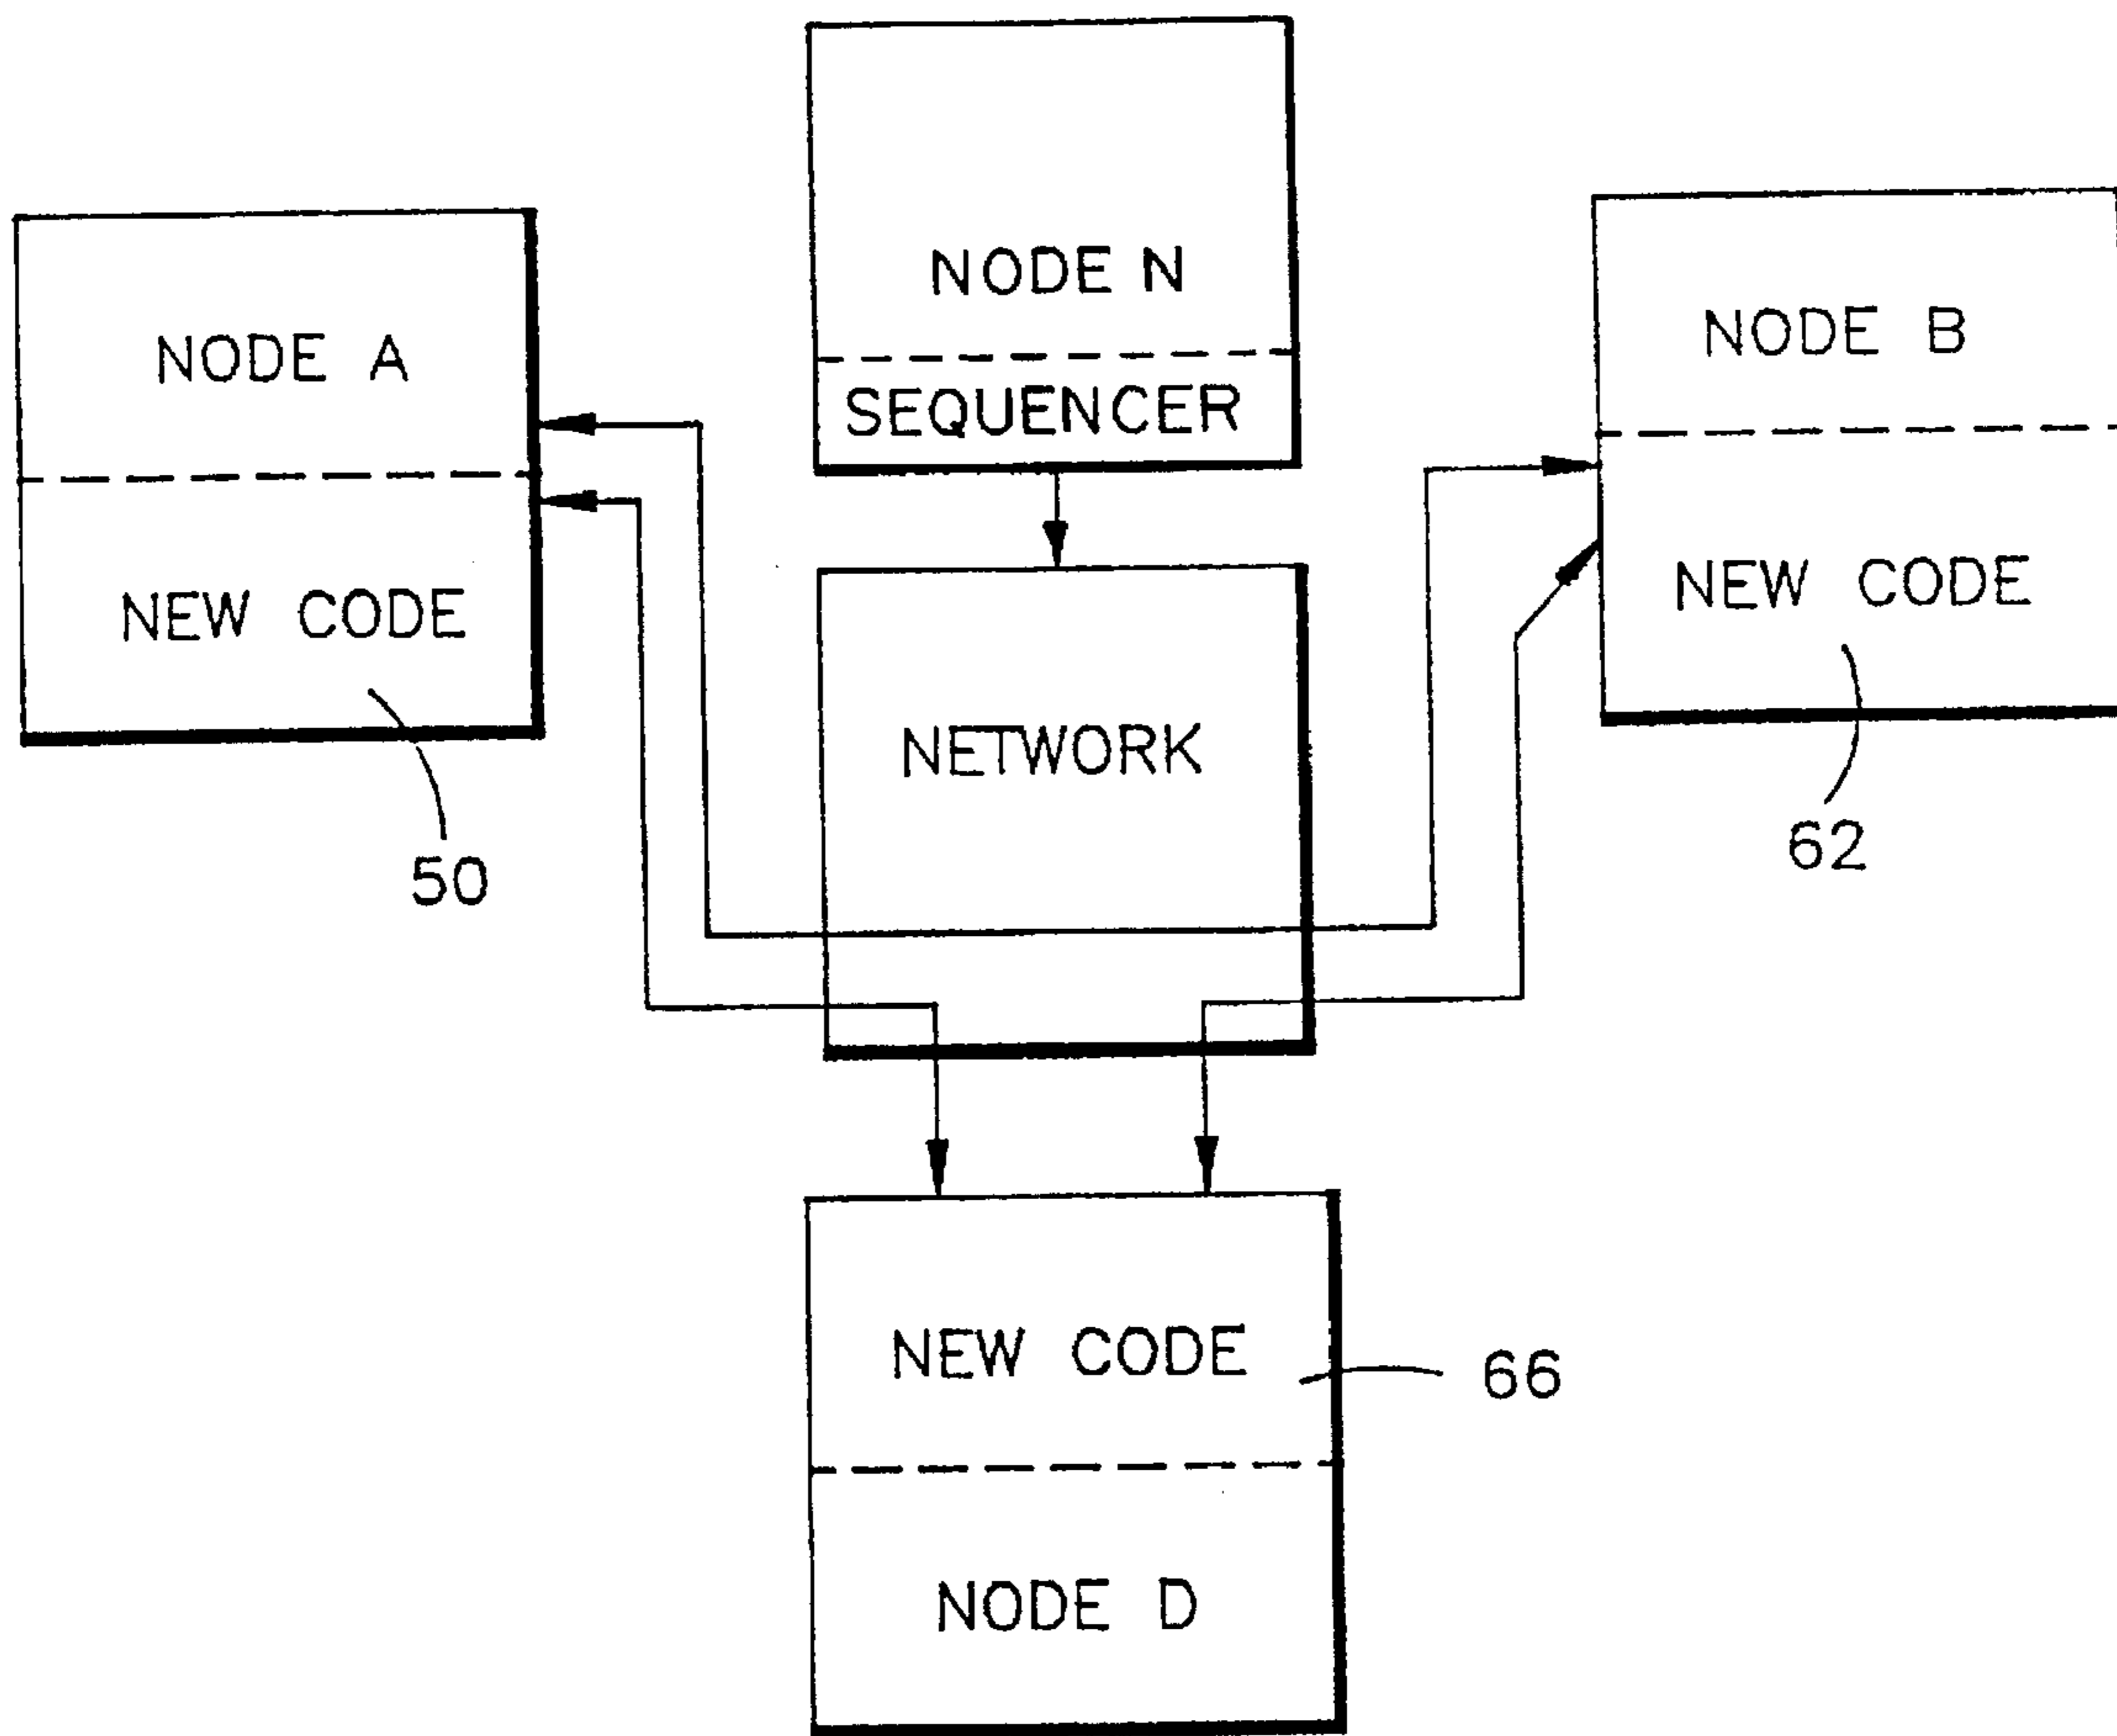 NODE N
SEQUENCER
NODE A
NEW CODE
50
NODE B
NEW CODE
62
NETWORK
NEW CODE
66
NODE D